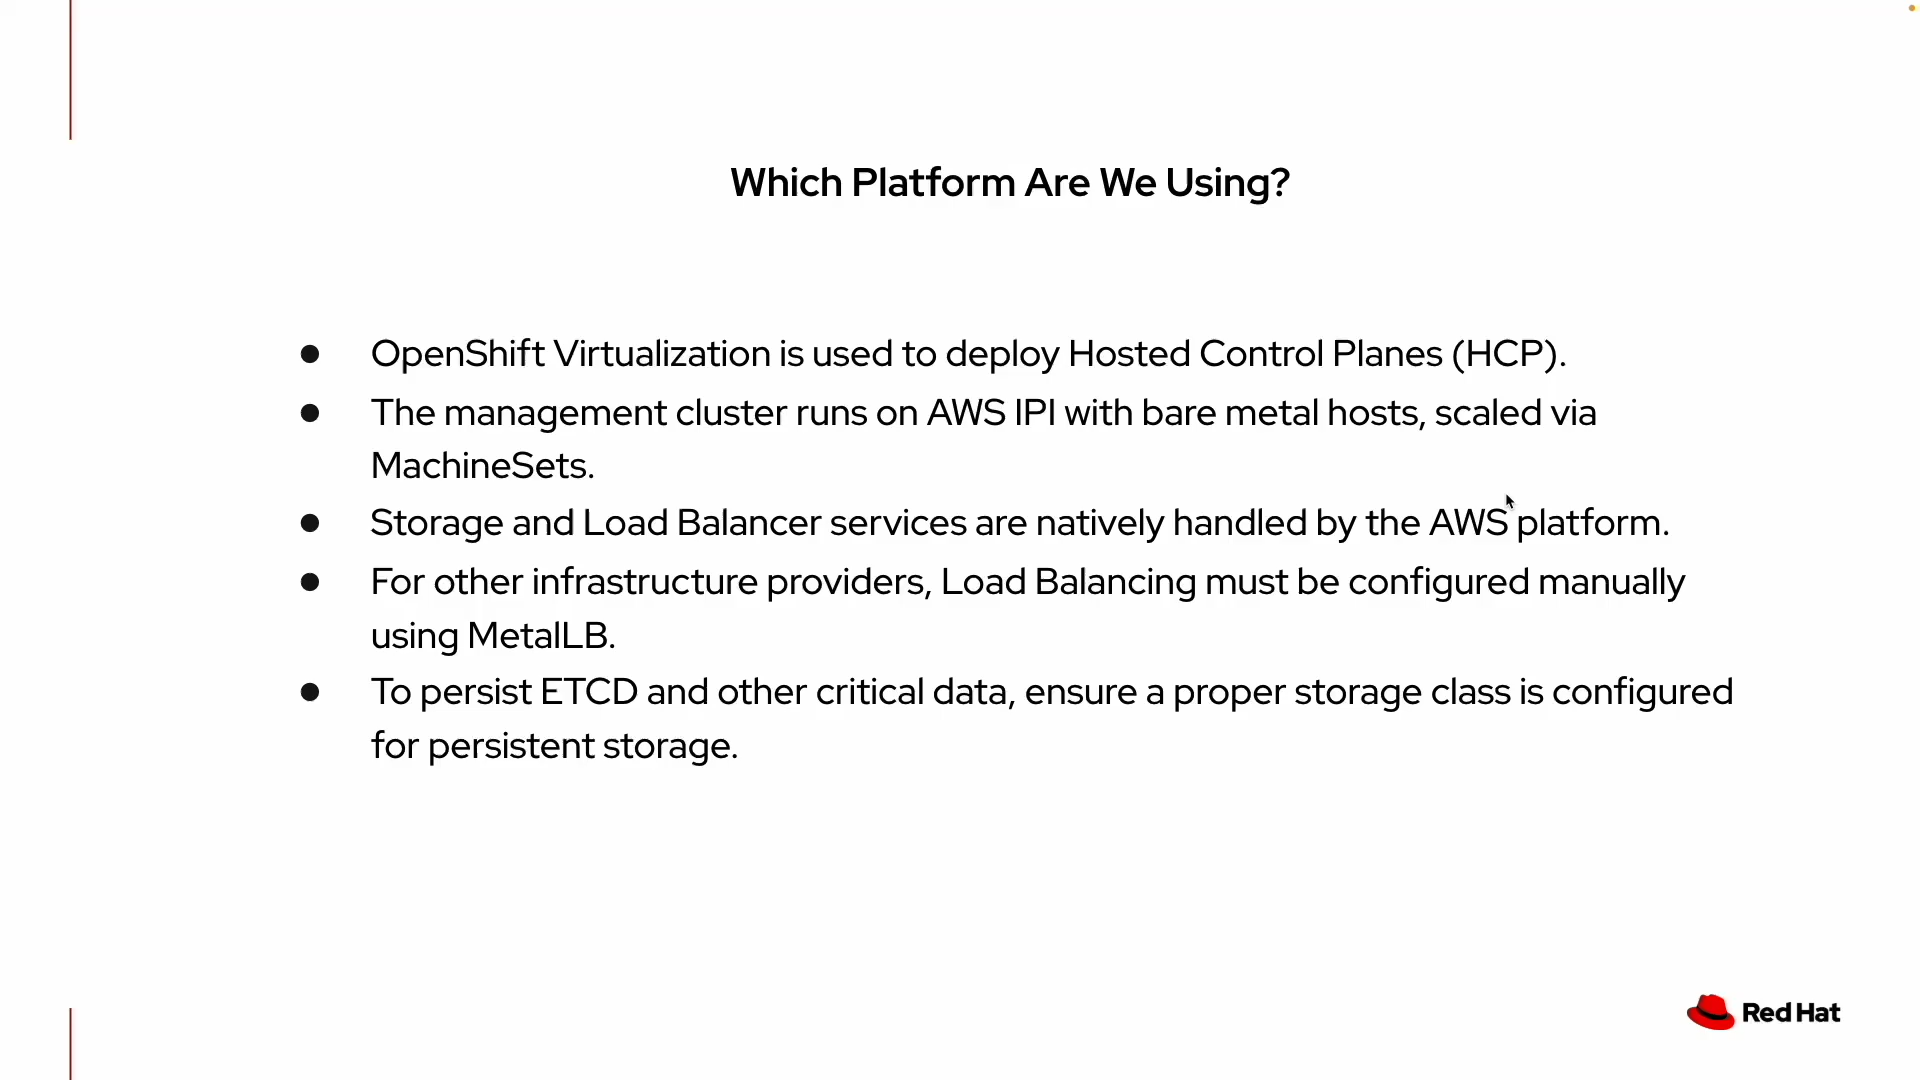 Which Platform Are We Using?
● OpenShift Virtualization is used to deploy Hosted Control Planes (HCP).
● The management cluster runs on AWS IPI with bare metal hosts, scaled via
MachineSets.
● Storage and Load Balancer services are natively handled by the AWS platform.
● For other infrastructure providers, Load Balancing must be configured manually
using MetalLB.
● To persist ETCD and other critical data, ensure a proper storage class is configured
for persistent storage.
Red Hat